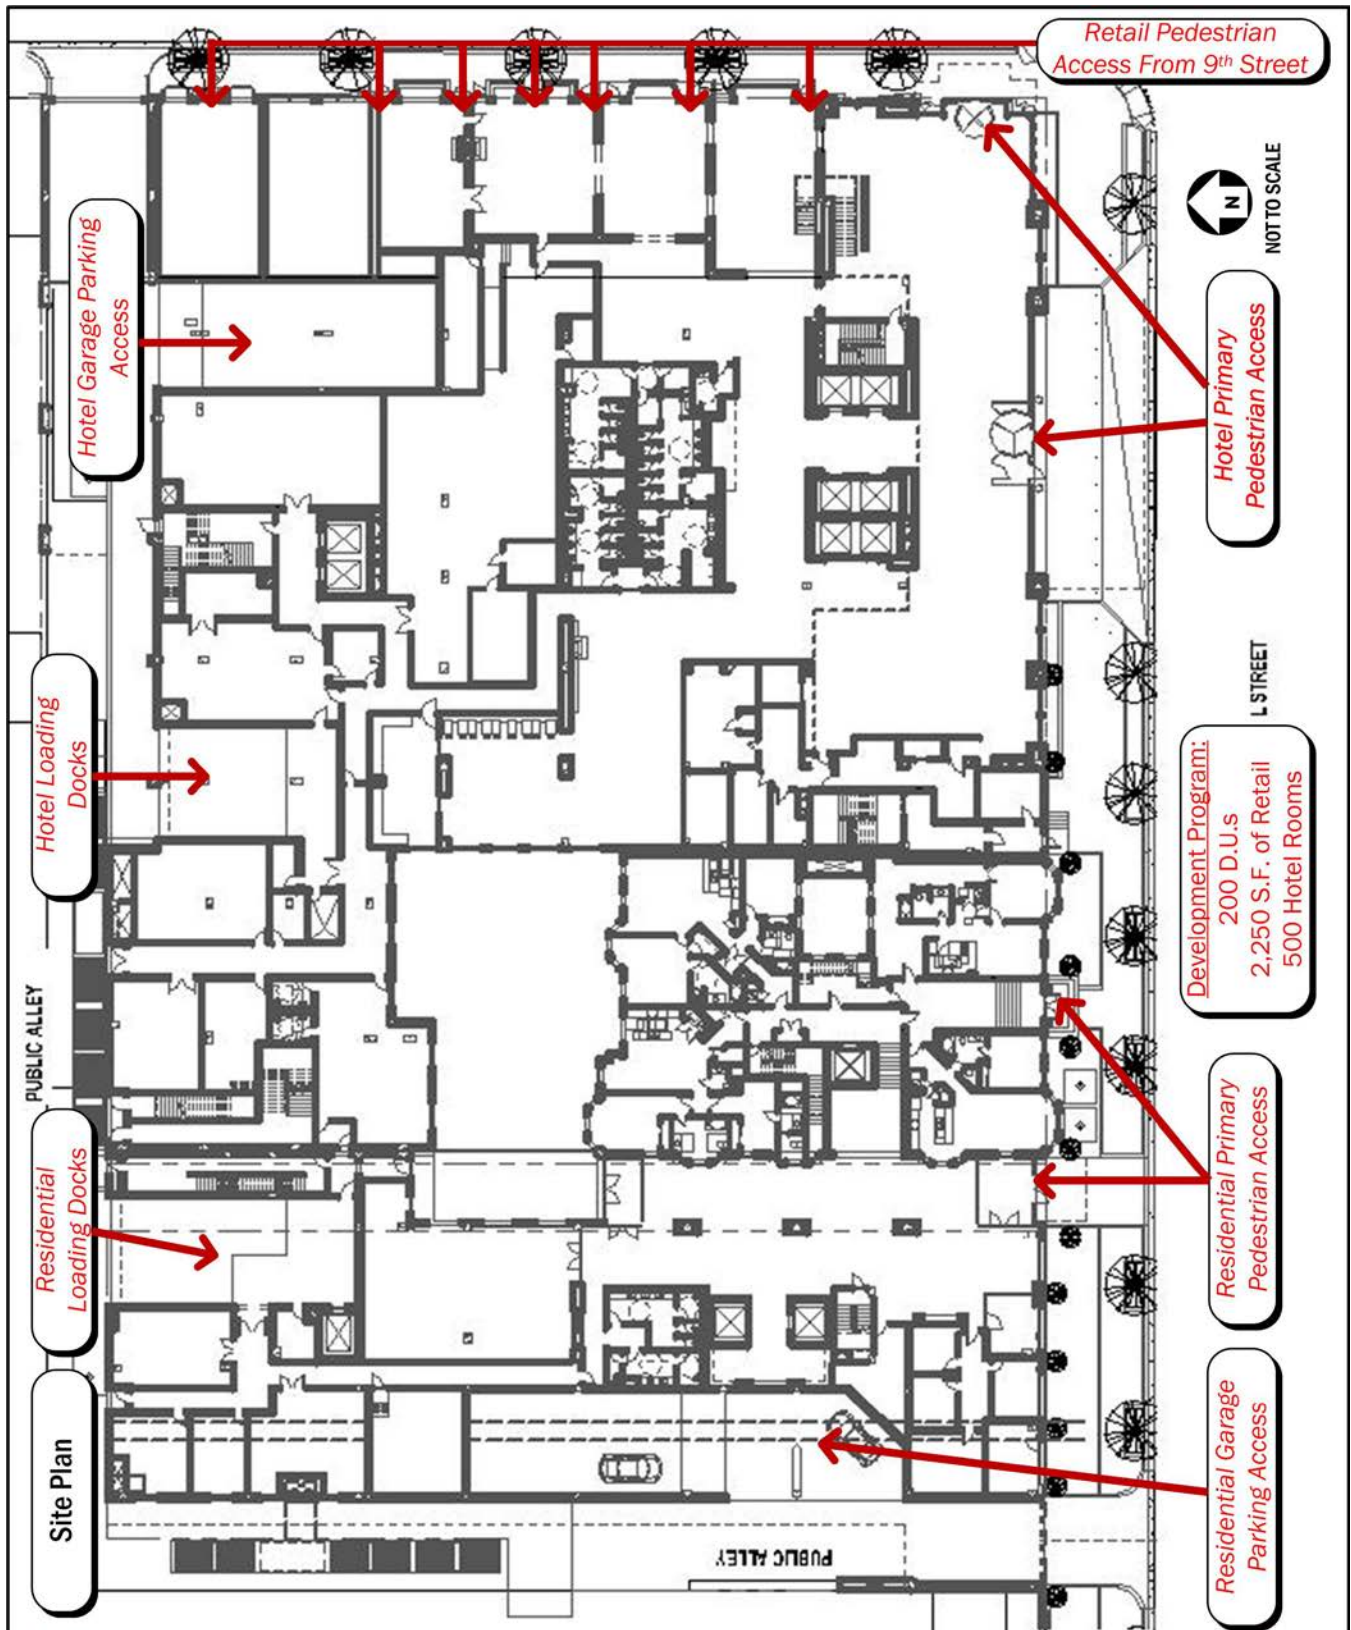 Retail Pedestrian
Access From 9th Street
N
NOT TO SCALE
Hotel Garage Parking
Access
Hotel Primary
Pedestrian Access
Hotel Loading
Docks
L STREET
Development Program:
200 D.U.s
2,250 S.F. of Retail
500 Hotel Rooms
PUBLIC ALLEY
Residential
Loading Docks
Residential Primary
Pedestrian Access
Site Plan
PUBLIC ALLEY
Residential Garage
Parking Access